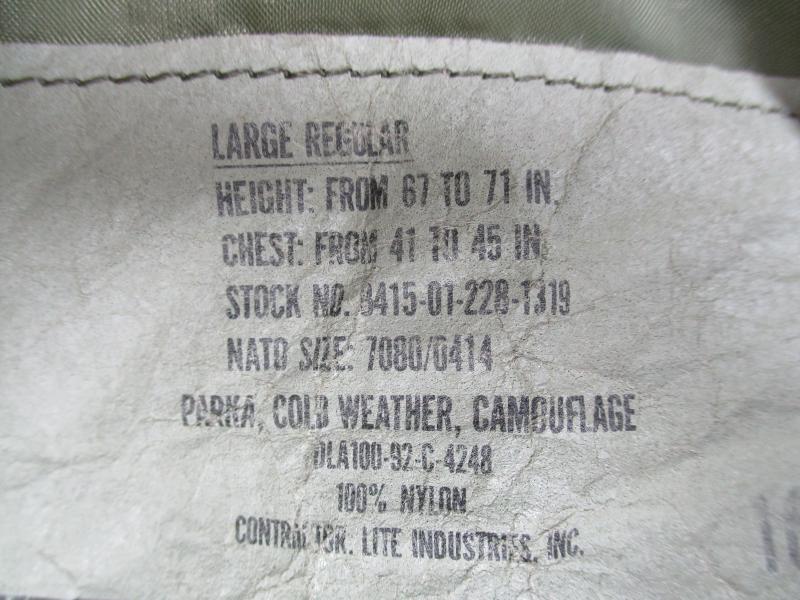 LARGE REGULAR
HEIGHT: FROM 67 TO 71 IN.
CHEST: FROM 41 TO 45 IN.
STOCK NO. 8415-01-228-1319
NATO SIZE: 7080/0414
PARKA, COLD WEATHER, CAMOUFLAGE
DLA100-92-C-4248
100% NYLON
CONTRACTOR. LITE INDUSTRIES, INC.